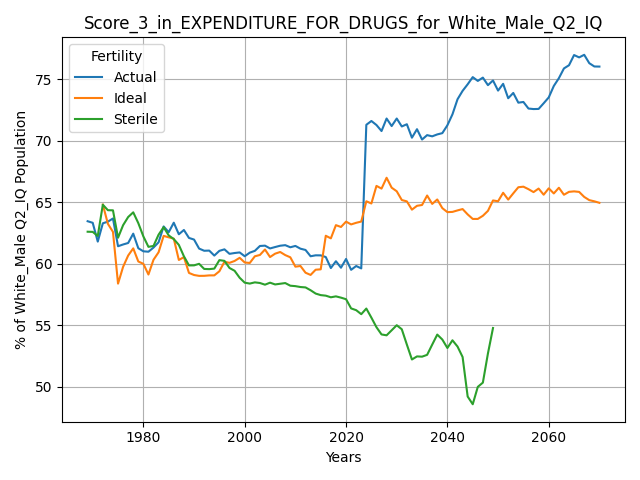 Score_3_in_EXPENDITURE_FOR_DRUGS_for_White_Male_Q2_IQ
Fertility
Actual
Ideal
Sterile
75
70
65
60
55
50
% of White_Male Q2_IQ Population
1980
2000
2020
2040
2060
Years